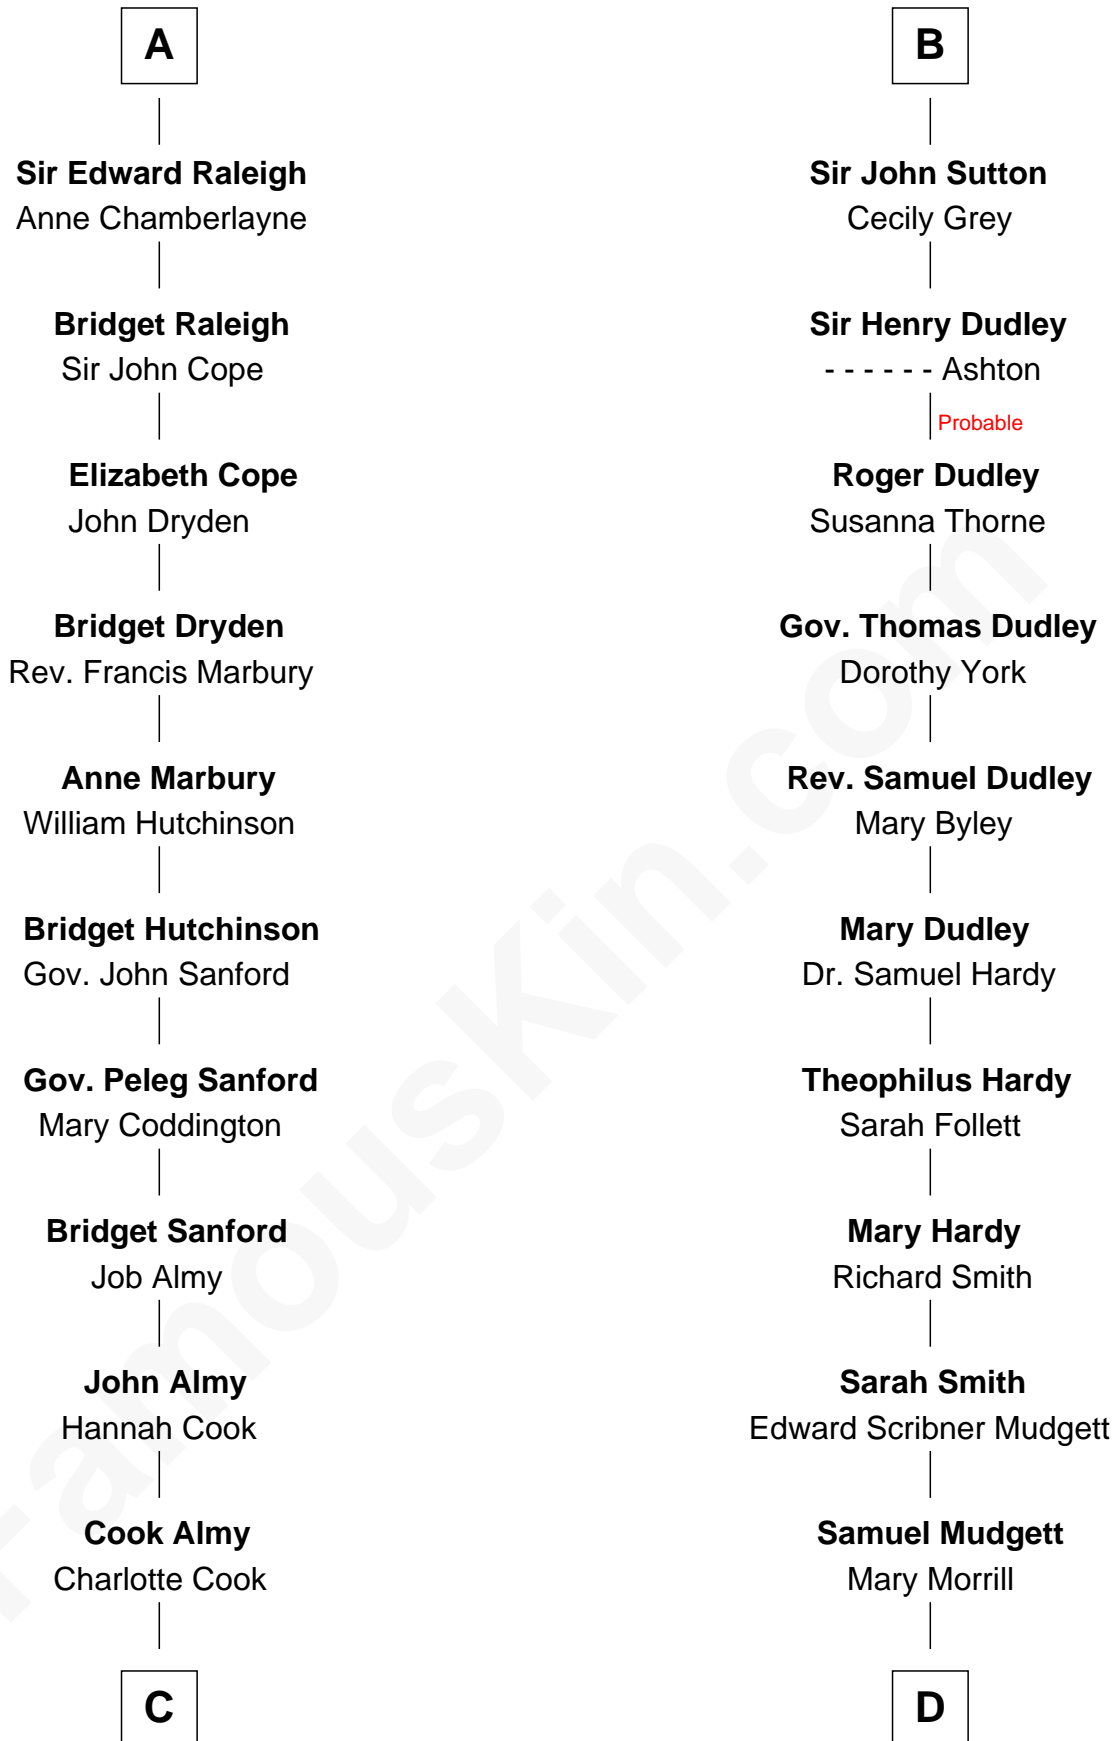 A
Sir Edward Raleigh
Anne Chamberlayne
Bridget Raleigh
Sir John Cope
Elizabeth Cope
John Dryden
Bridget Dryden
Rev. Francis Marbury
Anne Marbury
William Hutchinson
Bridget Hutchinson
Gov. John Sanford
Gov. Peleg Sanford
Mary Coddington
Bridget Sanford
Job Almy
John Almy
Hannah Cook
Cook Almy
Charlotte Cook
C
B
Sir John Sutton
Cecily Grey
Sir Henry Dudley
- - - - - - Ashton
Probable
Roger Dudley
Susanna Thorne
Gov. Thomas Dudley
Dorothy York
Rev. Samuel Dudley
Mary Byley
Mary Dudley
Dr. Samuel Hardy
Theophilus Hardy
Sarah Follett
Mary Hardy
Richard Smith
Sarah Smith
Edward Scribner Mudgett
Samuel Mudgett
Mary Morrill
D
FamousKin.com